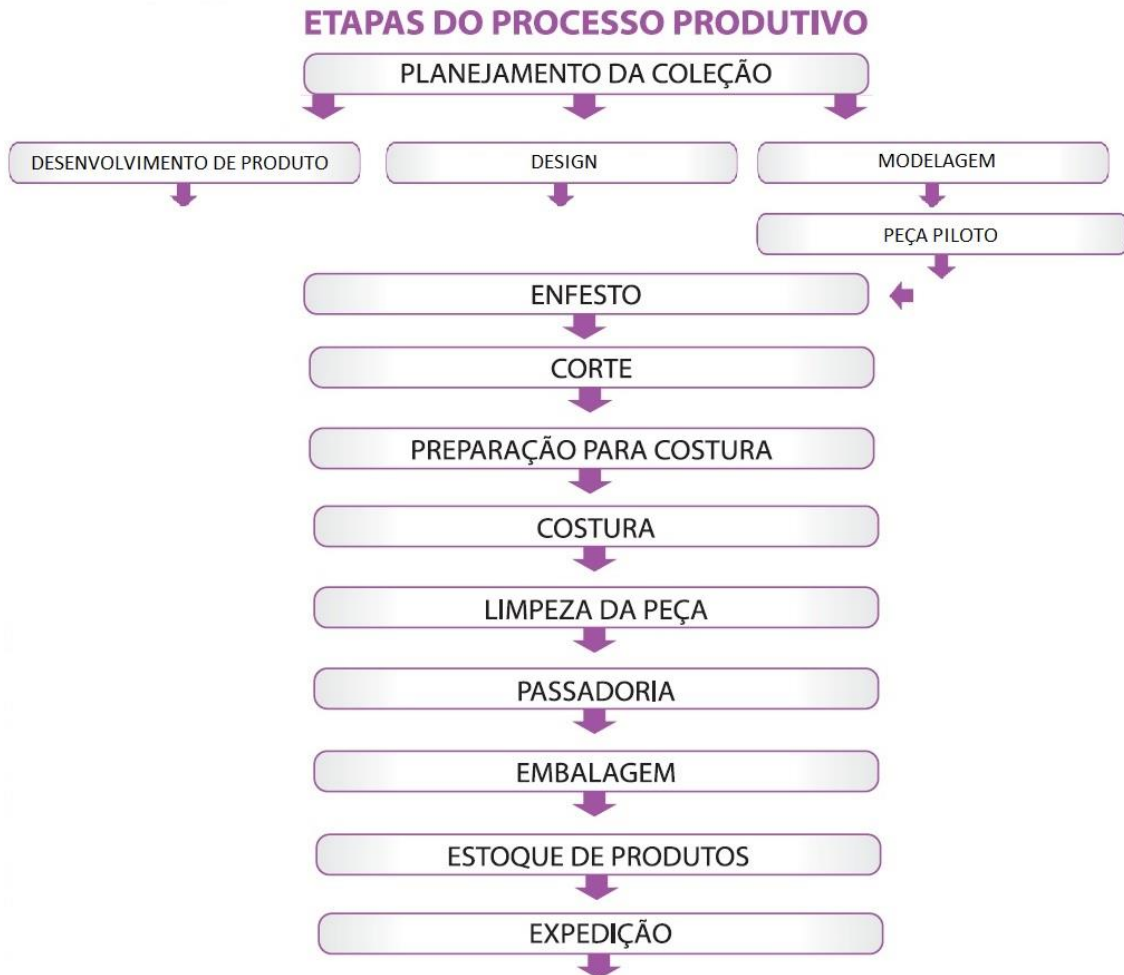 ETAPAS DO PROCESSO PRODUTIVO
PLANEJAMENTO DA COLEÇÃO
DESENVOLVIMENTO DE PRODUTO
DESIGN
MODELAGEM
PEÇA PILOTO
ENFESTO
CORTE
PREPARAÇÃO PARA COSTURA
COSTURA
LIMPEZA DA PEÇA
PASSADORIA
EMBALAGEM
ESTOQUE DE PRODUTOS
EXPEDIÇÃO